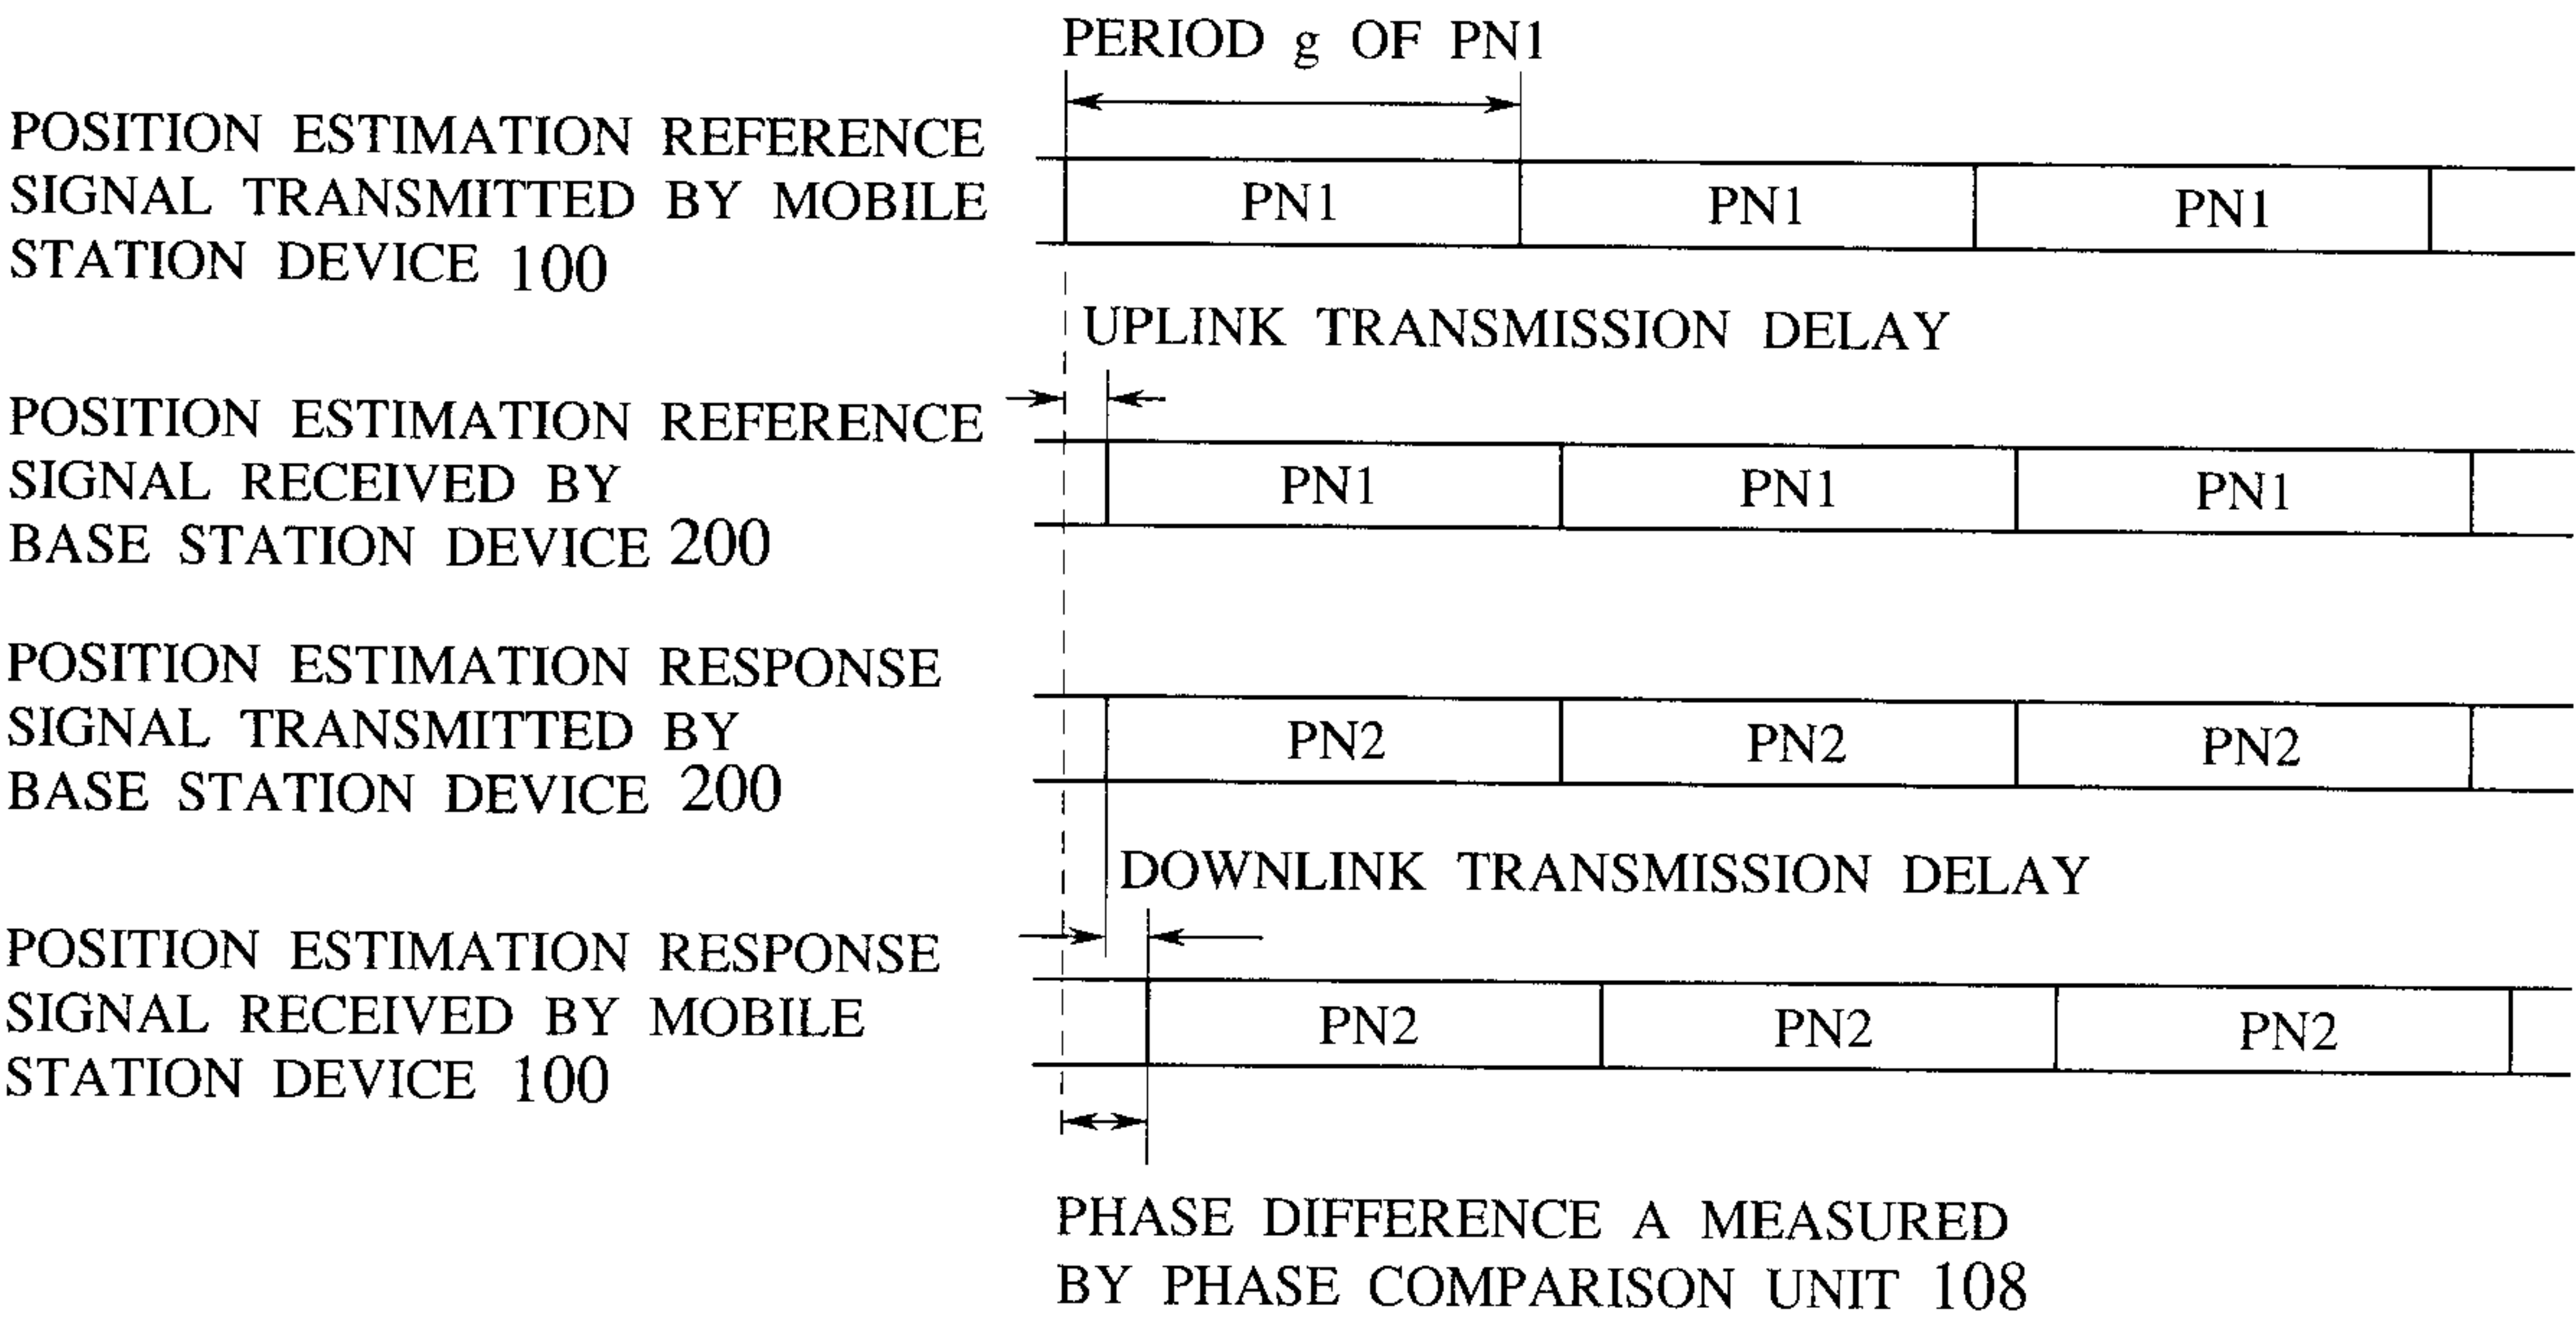 PERIOD g OF PN1
POSITION ESTIMATION REFERENCE
SIGNAL TRANSMITTED BY MOBILE
STATION DEVICE 100
PN1 PN1 PN1
UPLINK TRANSMISSION DELAY
POSITION ESTIMATION REFERENCE
SIGNAL RECEIVED BY
BASE STATION DEVICE 200
PN1 PN1 PN1
POSITION ESTIMATION RESPONSE
SIGNAL TRANSMITTED BY
BASE STATION DEVICE 200
PN2 PN2 PN2
DOWNLINK TRANSMISSION DELAY
POSITION ESTIMATION RESPONSE
SIGNAL RECEIVED BY MOBILE
STATION DEVICE 100
PN2 PN2 PN2
PHASE DIFFERENCE A MEASURED
BY PHASE COMPARISON UNIT 108